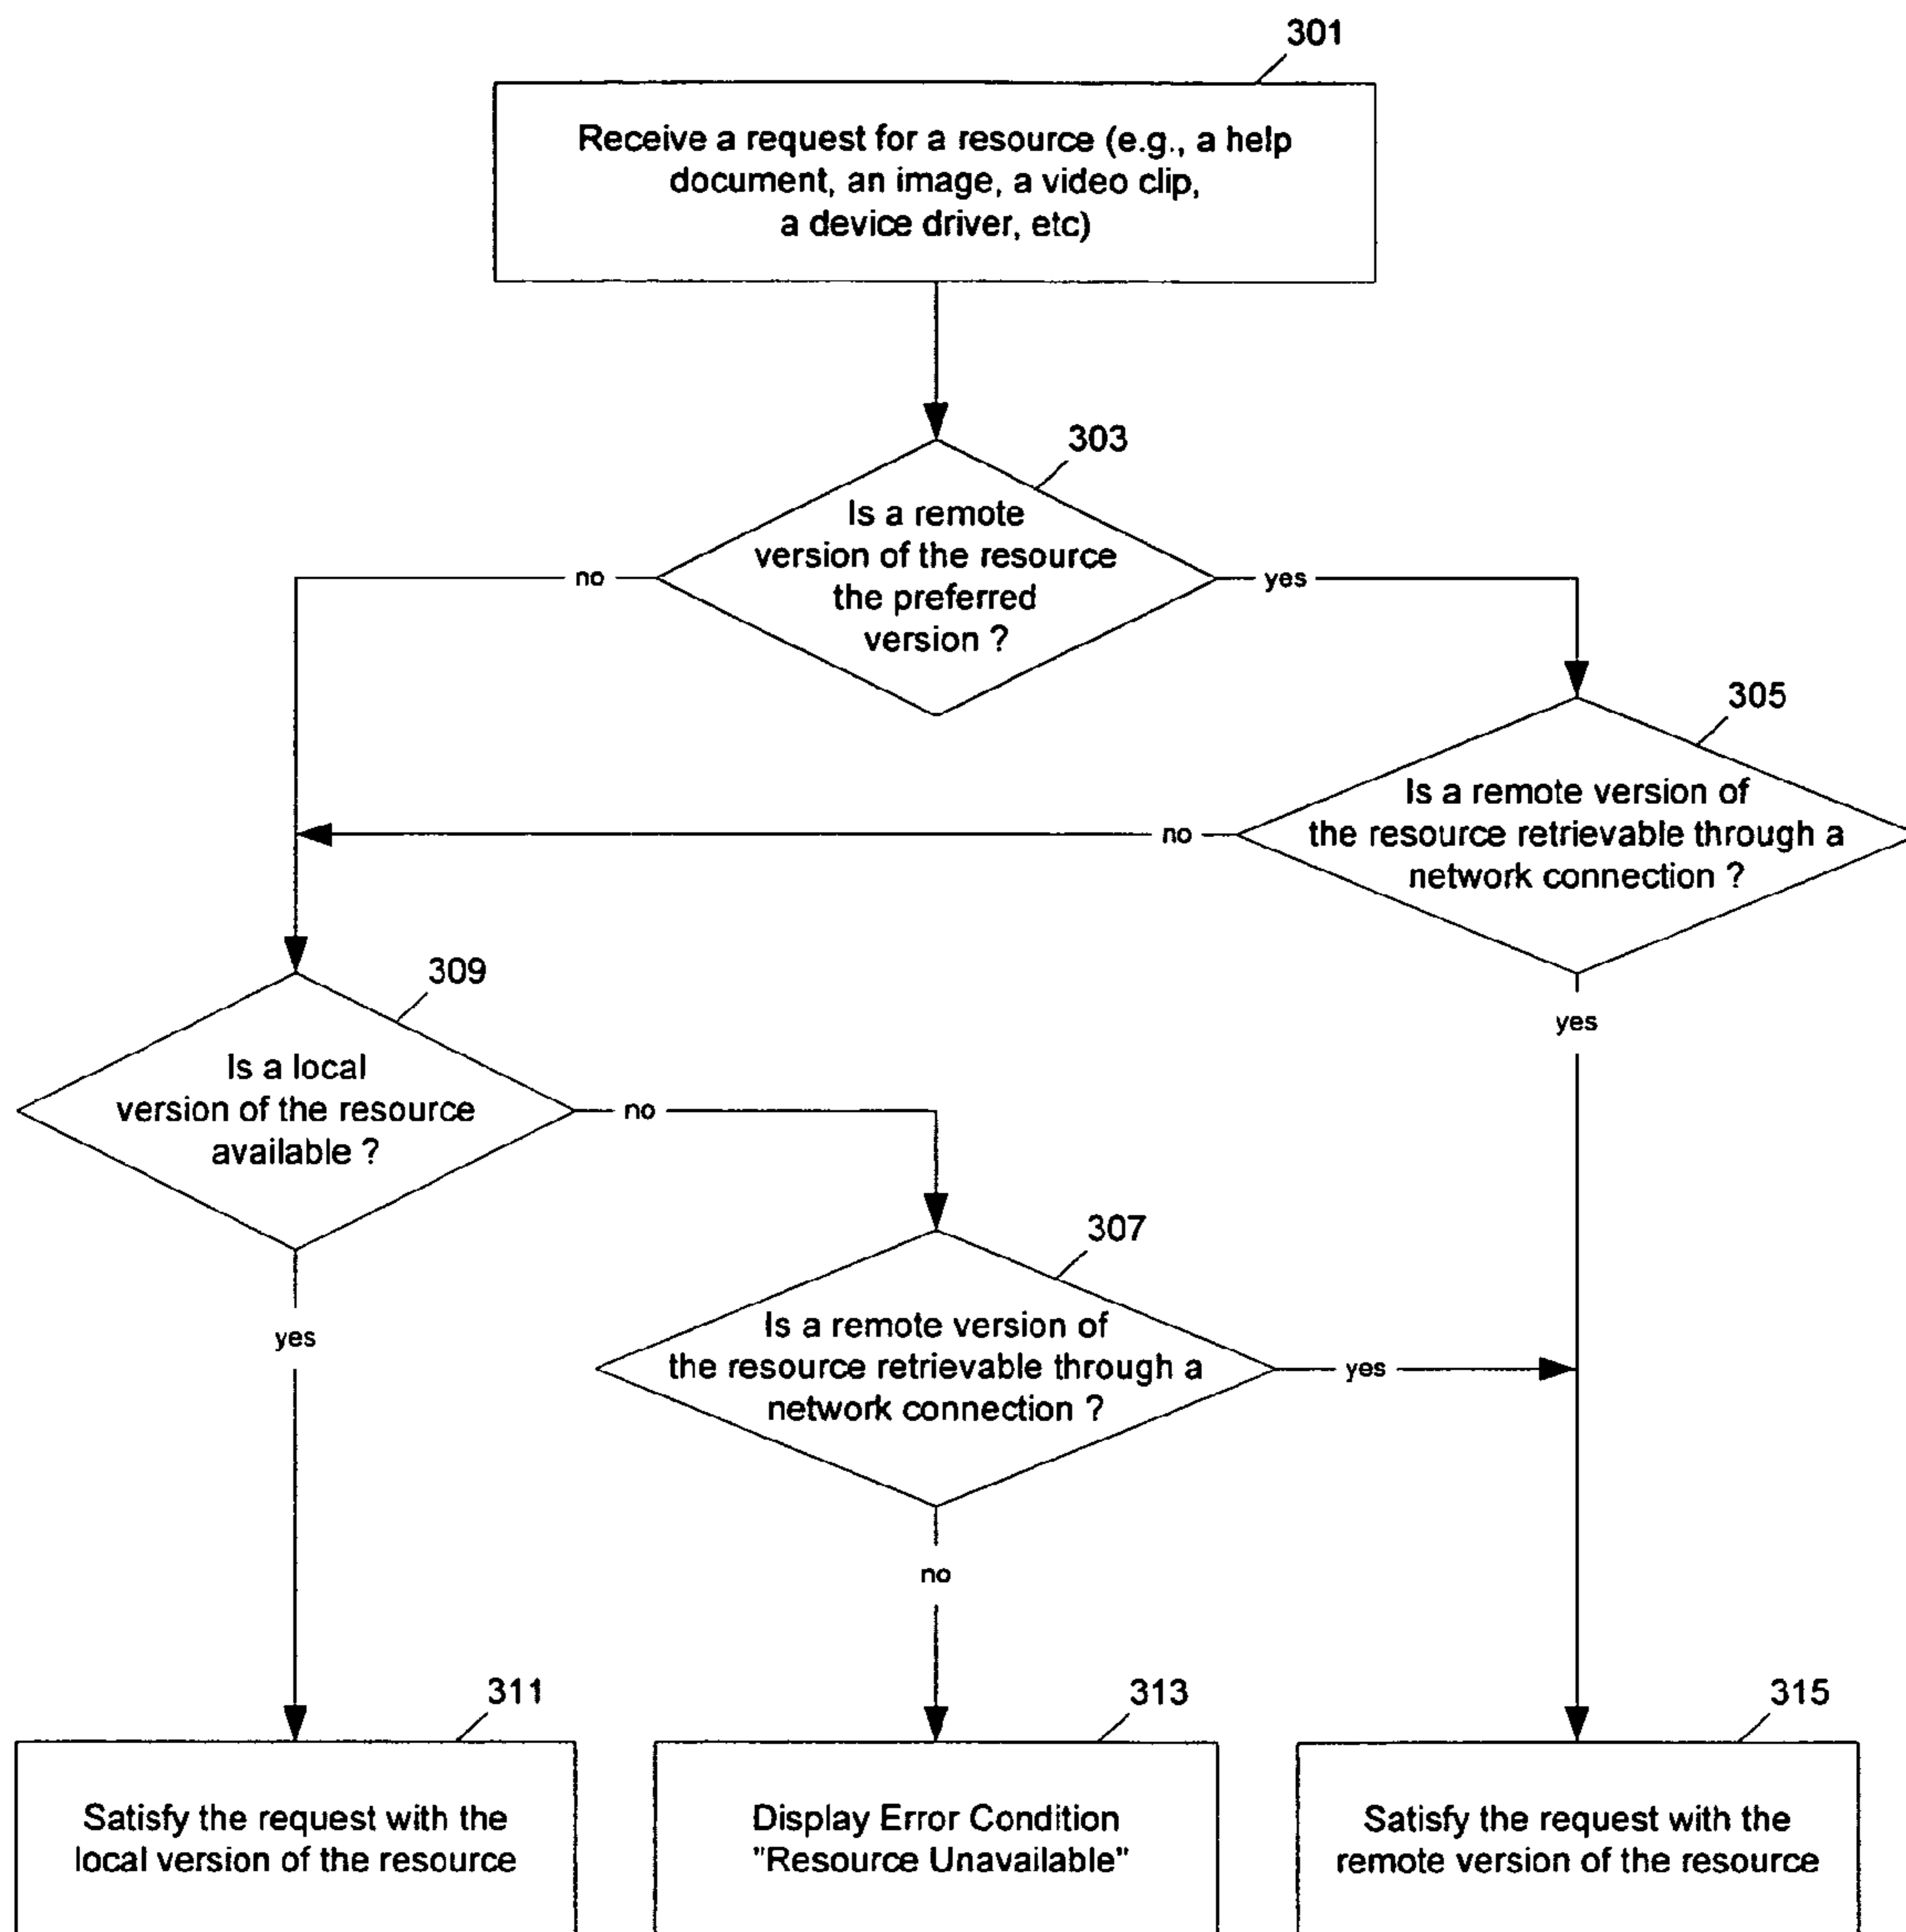 301
Receive a request for a resource (e.g., a help
document, an image, a video clip,
a device driver, etc)
303
Is a remote
version of the resource
the preferred
version ?
no
yes
305
Is a remote version of
the resource retrievable through a
network connection ?
no
yes
309
Is a local
version of the resource
available ?
no
yes
307
Is a remote version of
the resource retrievable through a
network connection ?
yes
no
311
Satisfy the request with the
local version of the resource
313
Display Error Condition
"Resource Unavailable"
315
Satisfy the request with the
remote version of the resource